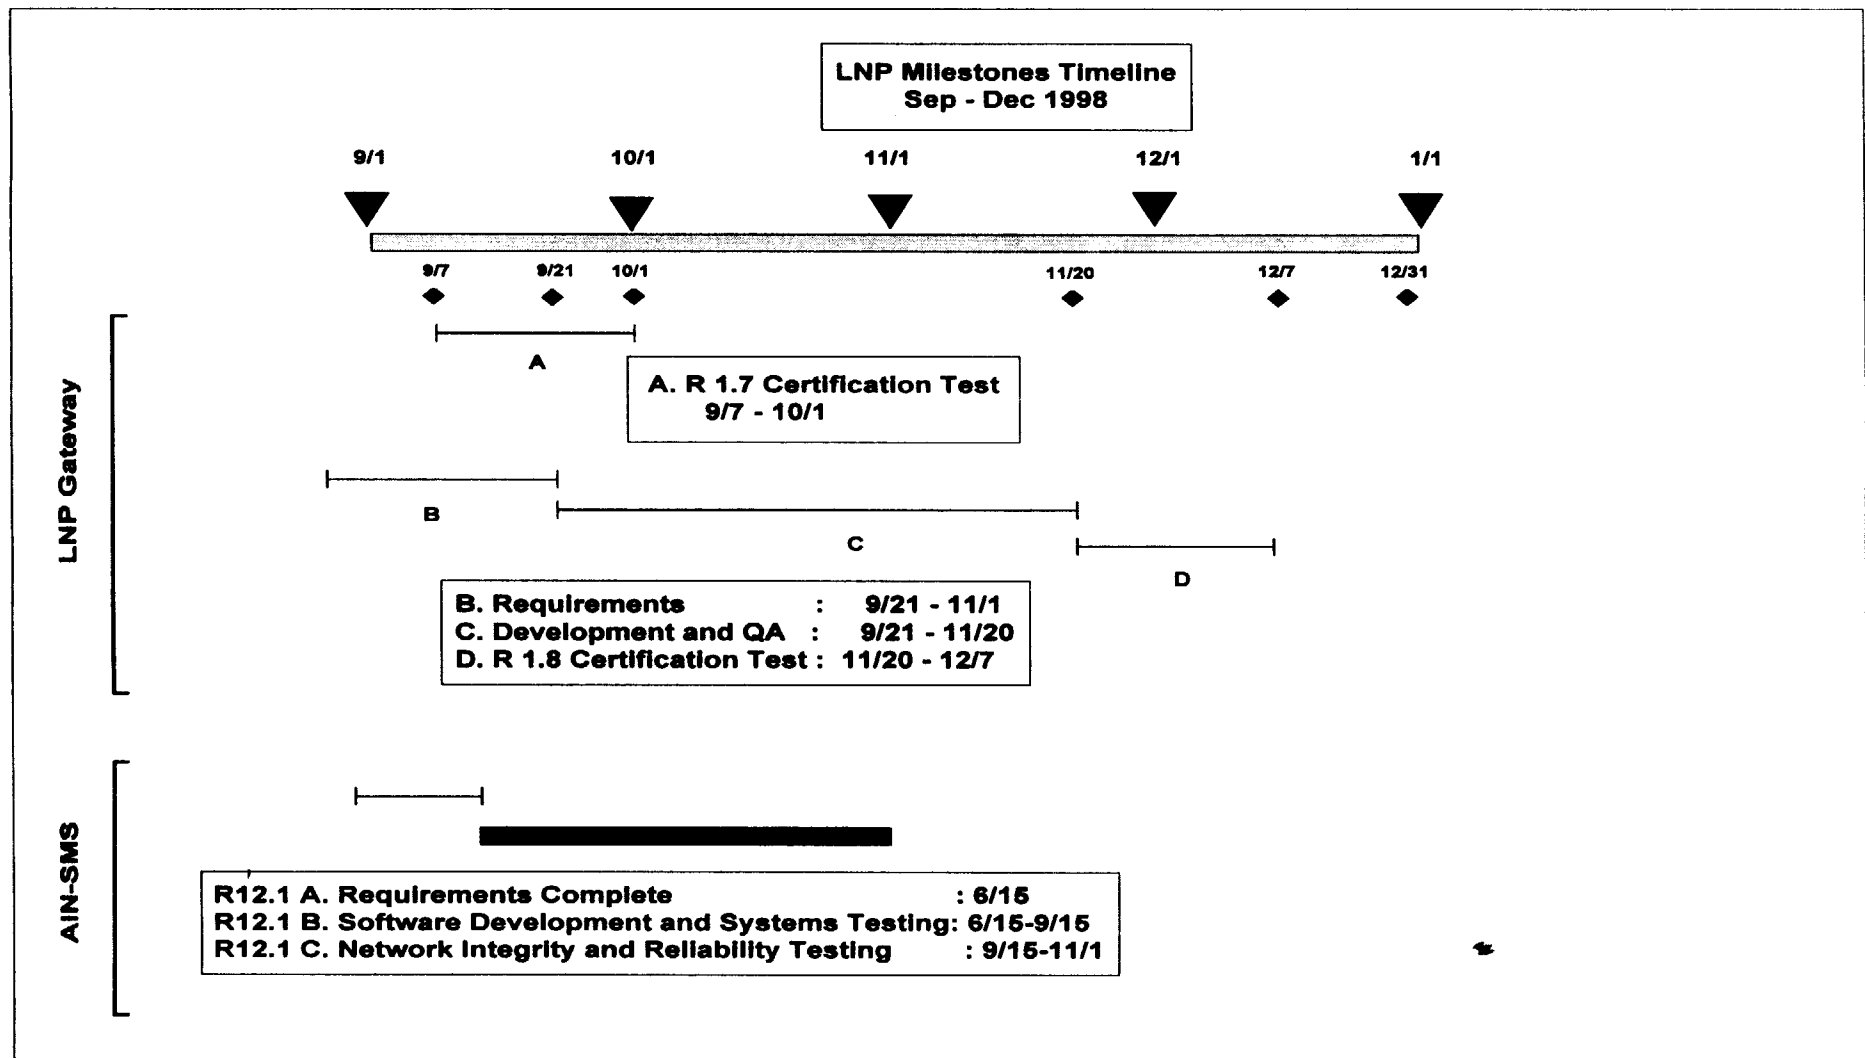 LNP Milestones Timeline
Sep - Dec 1998
9/1 10/1 11/1 12/1 1/1
9/7 9/21 10/1 11/20 12/7 12/31
LNP Gateway
A
A. R 1.7 Certification Test
9/7 - 10/1
B
C
D
B. Requirements : 9/21 - 11/1
C. Development and QA : 9/21 - 11/20
D. R 1.8 Certification Test : 11/20 - 12/7
AIN-SMS
R12.1 A. Requirements Complete : 6/15
R12.1 B. Software Development and Systems Testing: 6/15-9/15
R12.1 C. Network Integrity and Reliability Testing : 9/15-11/1